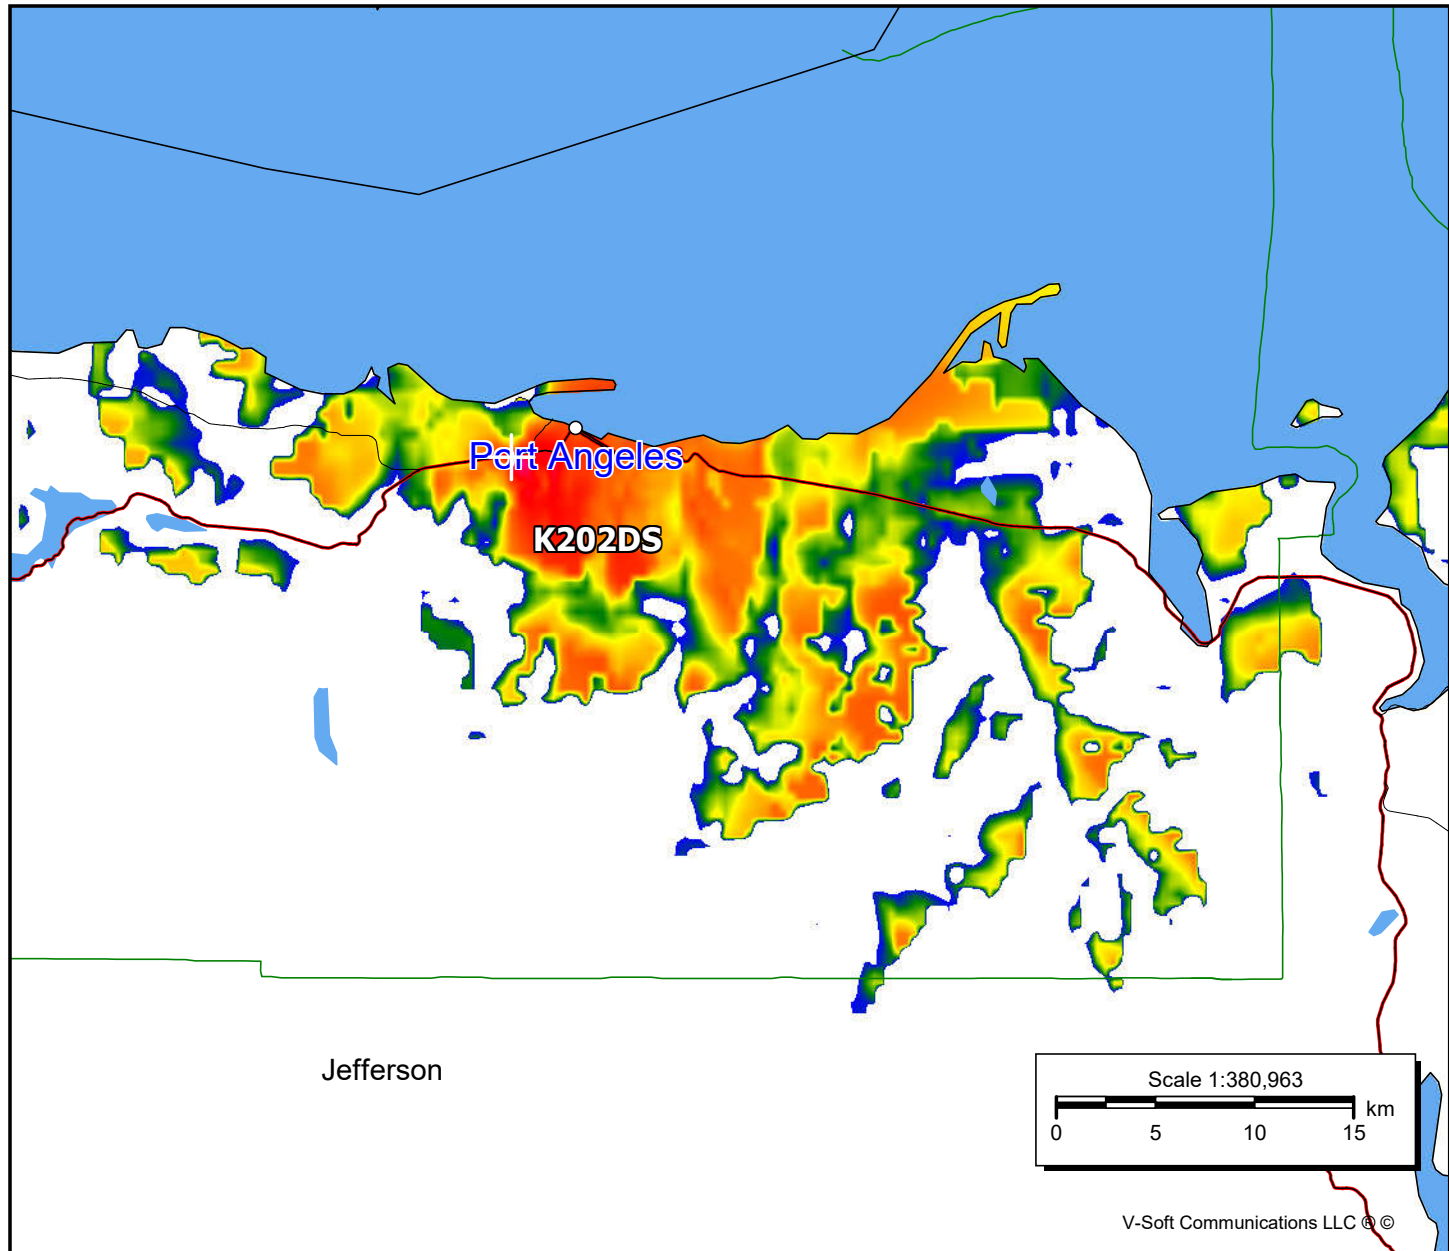 Port Angeles
K202DS
Jefferson
Scale 1:380,963
km
0 5 10 15
V-Soft Communications LLC ® ©